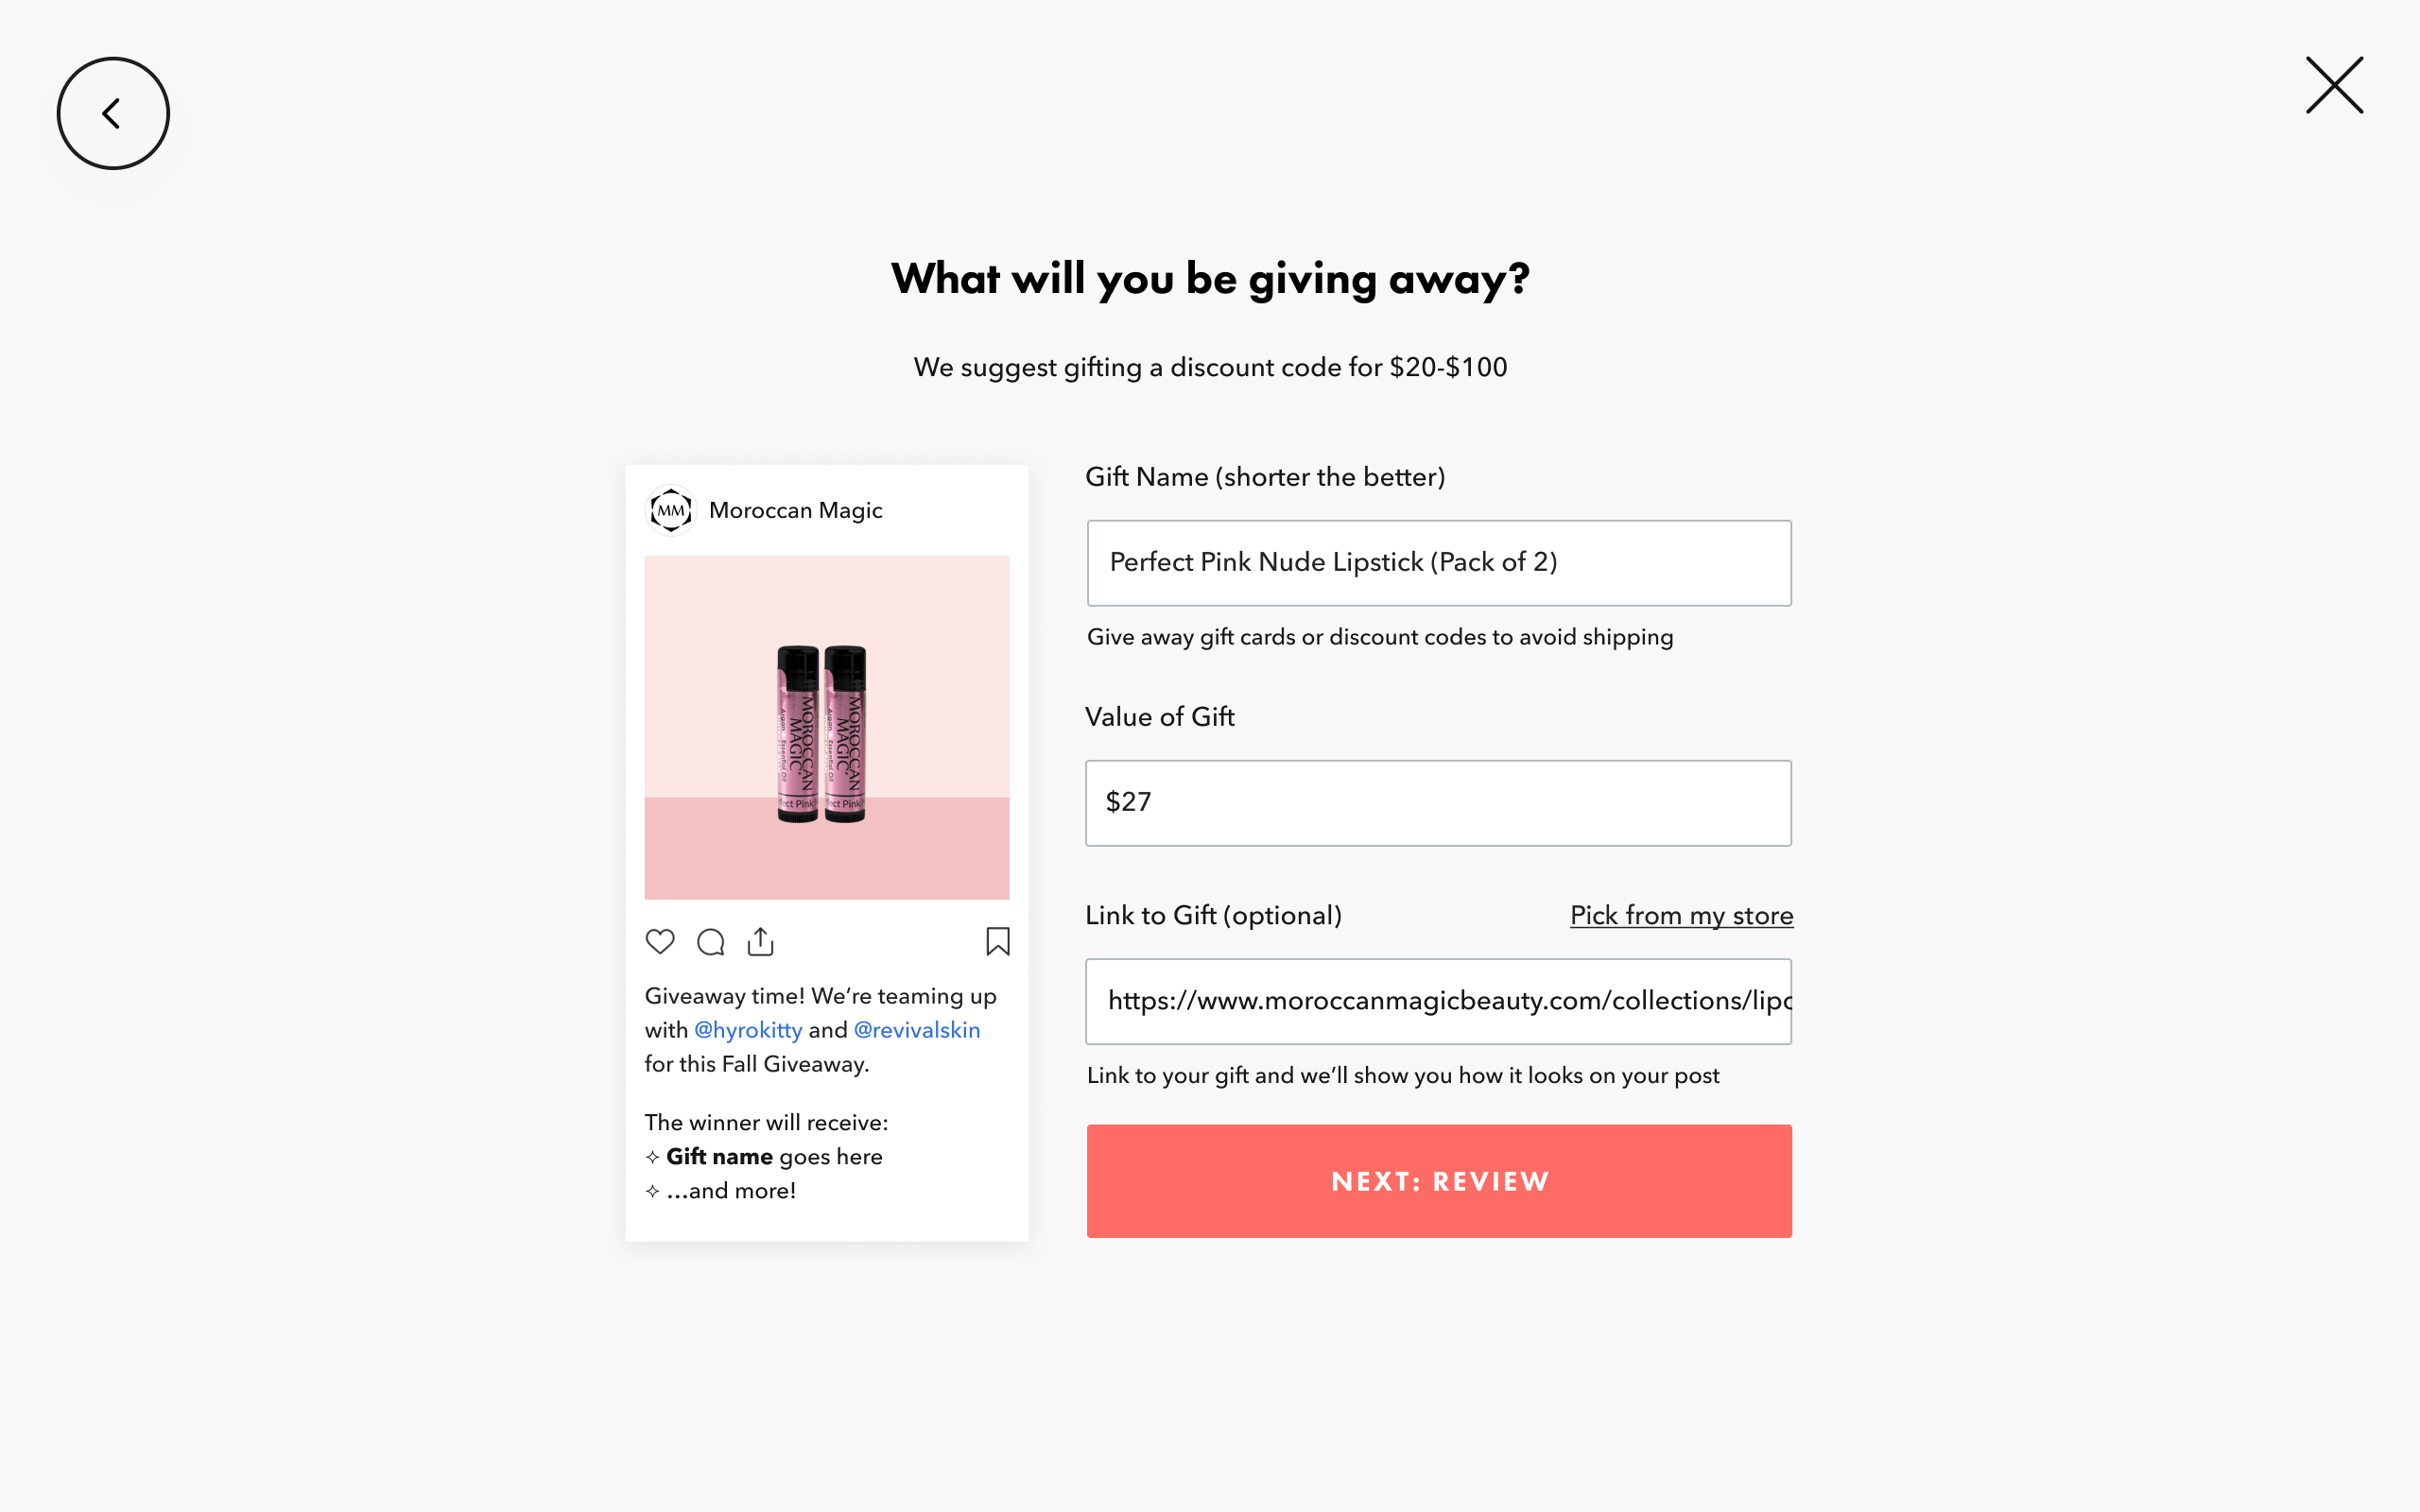 What will you be giving away?
We suggest gifting a discount code for $20-$100
MM
Moroccan Magic
MOROCCAN
MAGIC
Argan
Essential Oil
ect Pink
MOROCCAN
MAGIC
Argan
Essential Oil
ect Pink
Giveaway time! We’re teaming up
with @hyrokitty and @revivalskin
for this Fall Giveaway.
The winner will receive:
✧ Gift name goes here
✧ ...and more!
Gift Name (shorter the better)
Perfect Pink Nude Lipstick (Pack of 2)
Give away gift cards or discount codes to avoid shipping
Value of Gift
$27
Link to Gift (optional)
Pick from my store
https://www.moroccanmagicbeauty.com/collections/lipc
Link to your gift and we’ll show you how it looks on your post
NEXT: REVIEW